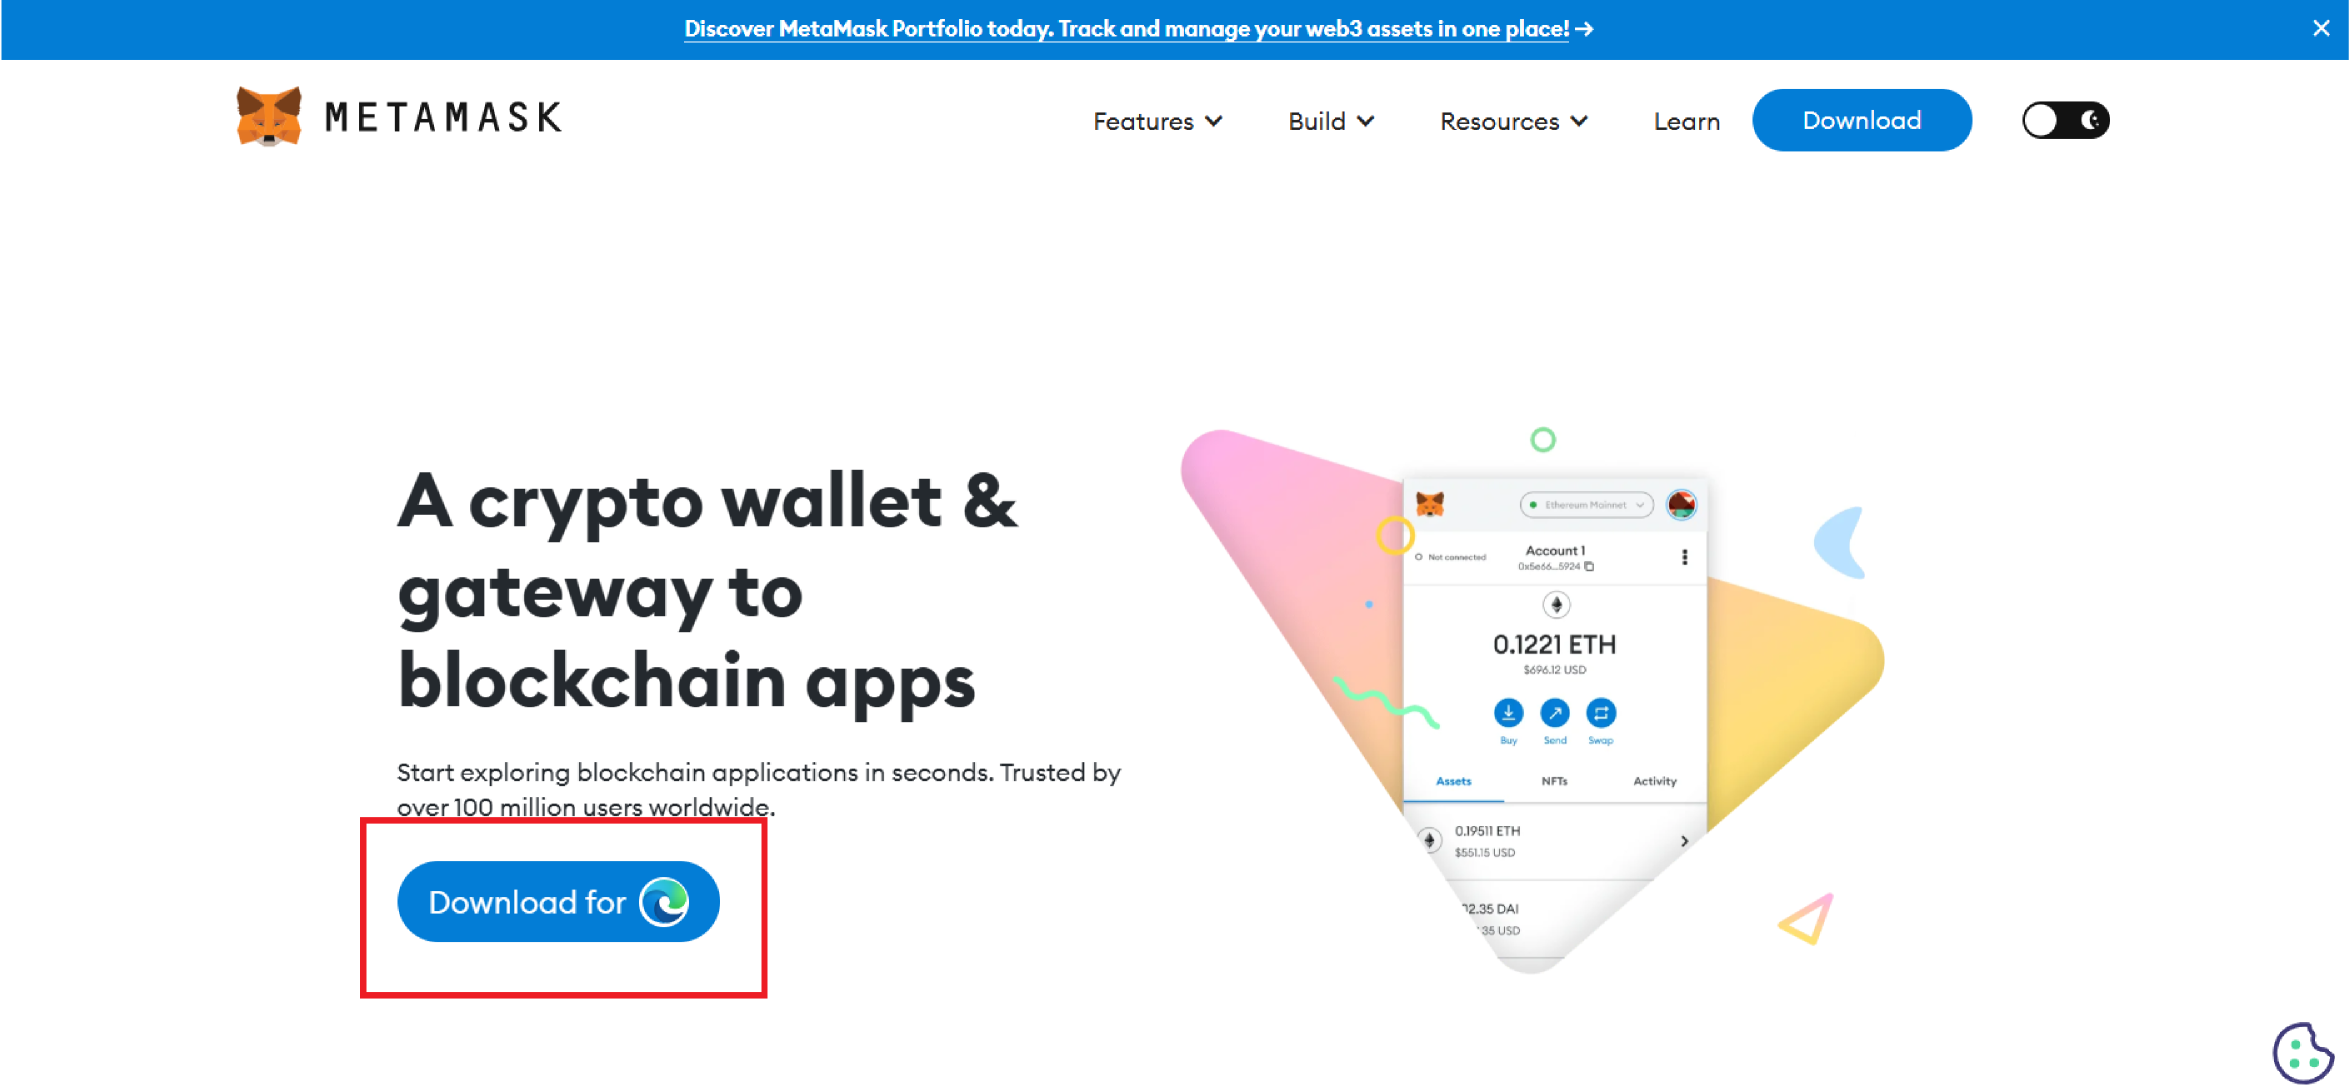 Discover MetaMask Portfolio today. Track and manage your web3 assets in one place! →
METAMASK
Features
Build
Resources
Learn
Download
A crypto wallet &
gateway to
blockchain apps
Start exploring blockchain applications in seconds. Trusted by
over 100 million users worldwide.
Download for
Ethereum Mainnet
Not connected
Account 1
0x5e66...5924
0.1221 ETH
$696.12 USD
Buy Send Swap
Assets NFTs Activity
0.19511 ETH
$551.15 USD
2.35 DAI
35 USD